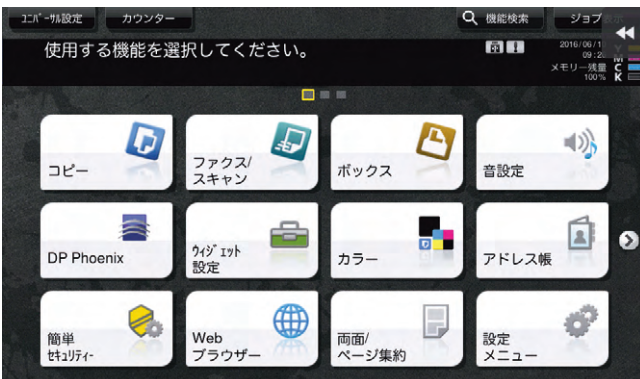 ﾕﾆﾊﾞｰｻﾙ設定 カウンター 機能検索 ジョブ
使用する機能を選択してください。
2016/06/1
09:2
メモリー残量
100%
Y
M
C
K
コピー ファクス/ ボックス 音設定
スキャン
DP Phoenix ｳｨｼﾞｪｯﾄ カラー アドレス帳
設定
簡単 Web 両面/ 設定
ｾｷｭﾘﾃｨｰ ブラウザー ページ集約 メニュー